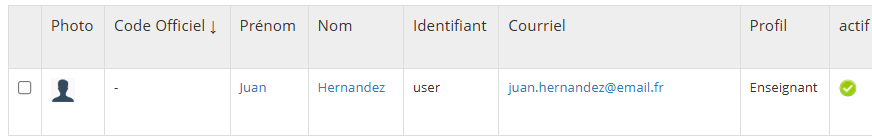 Photo Code Officiel ↓ Prénom Nom Identifiant Courriel Profil actif
- Juan Hernandez user juan.hernandez@email.fr Enseignant